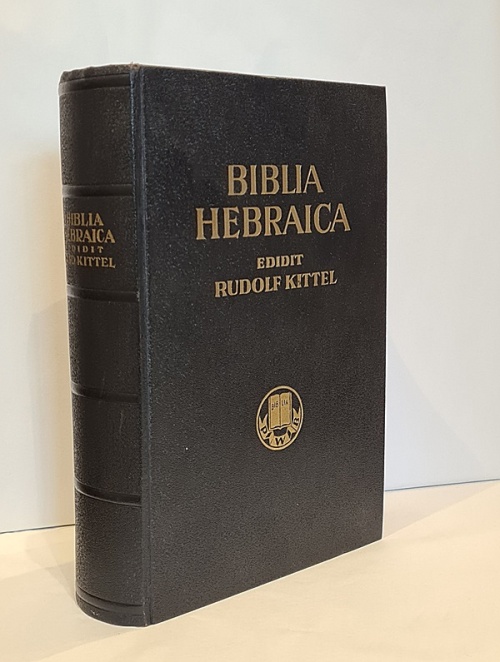 BIBLIA
HEBRAICA
EDIDIT
RUDOLF KITTEL
BIBLIA
HEBRAICA
EDIDIT
KITTEL